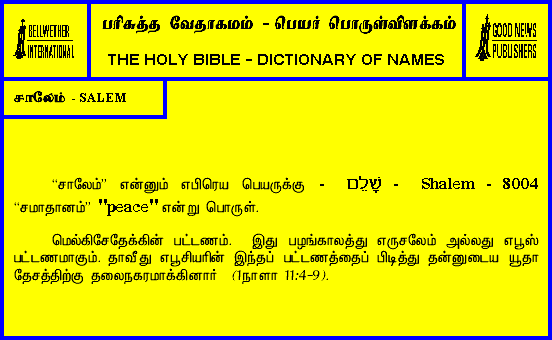 BELLWETHER
INTERNATIONAL
பரிசுத்த வேதாகமம் - பெயர் பொருள்விளக்கம்
THE HOLY BIBLE - DICTIONARY OF NAMES
GOOD NEWS
PUBLISHERS
சாலேம் - SALEM
“சாலேம்” என்னும் எபிரெய பெயருக்கு - שָׁלֵם - Shalem - 8004
“சமாதானம்” "peace" என்று பொருள்.
மெல்கிசேதேக்கின் பட்டணம். இது பழங்காலத்து எருசலேம் அல்லது எபூஸ்
பட்டணமாகும். தாவீது எபூசியரின் இந்தப் பட்டணத்தைப் பிடித்து தன்னுடைய யூதா
தேசத்திற்கு தலைநகரமாக்கினார் (1நாளா 11:4-9).